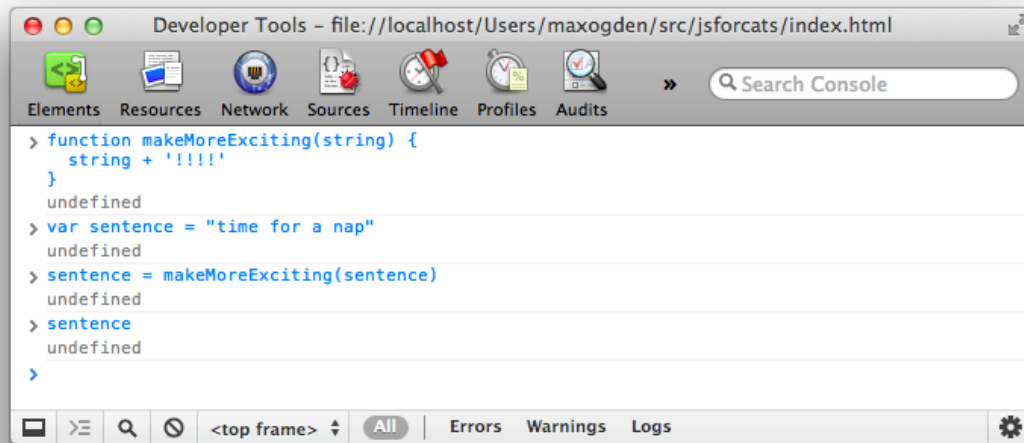 Developer Tools – file://localhost/Users/maxogden/src/jsforcats/index.html
Elements Resources Network Sources Timeline Profiles Audits » Search Console
> function makeMoreExciting(string) {
  string + '!!!!'
}
undefined
> var sentence = "time for a nap"
undefined
> sentence = makeMoreExciting(sentence)
undefined
> sentence
undefined
>
<top frame> All Errors Warnings Logs